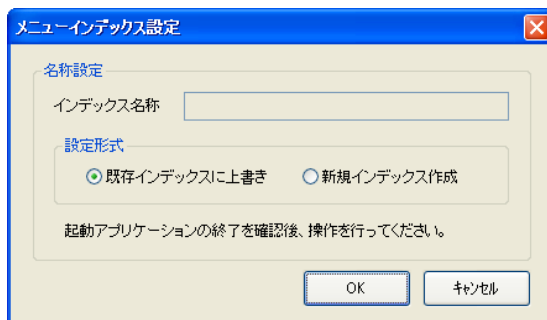 メニューインデックス設定
名称設定
インデックス名称
設定形式
既存インデックスに上書き 新規インデックス作成
起動アプリケーションの終了を確認後、操作を行ってください。
OK キャンセル